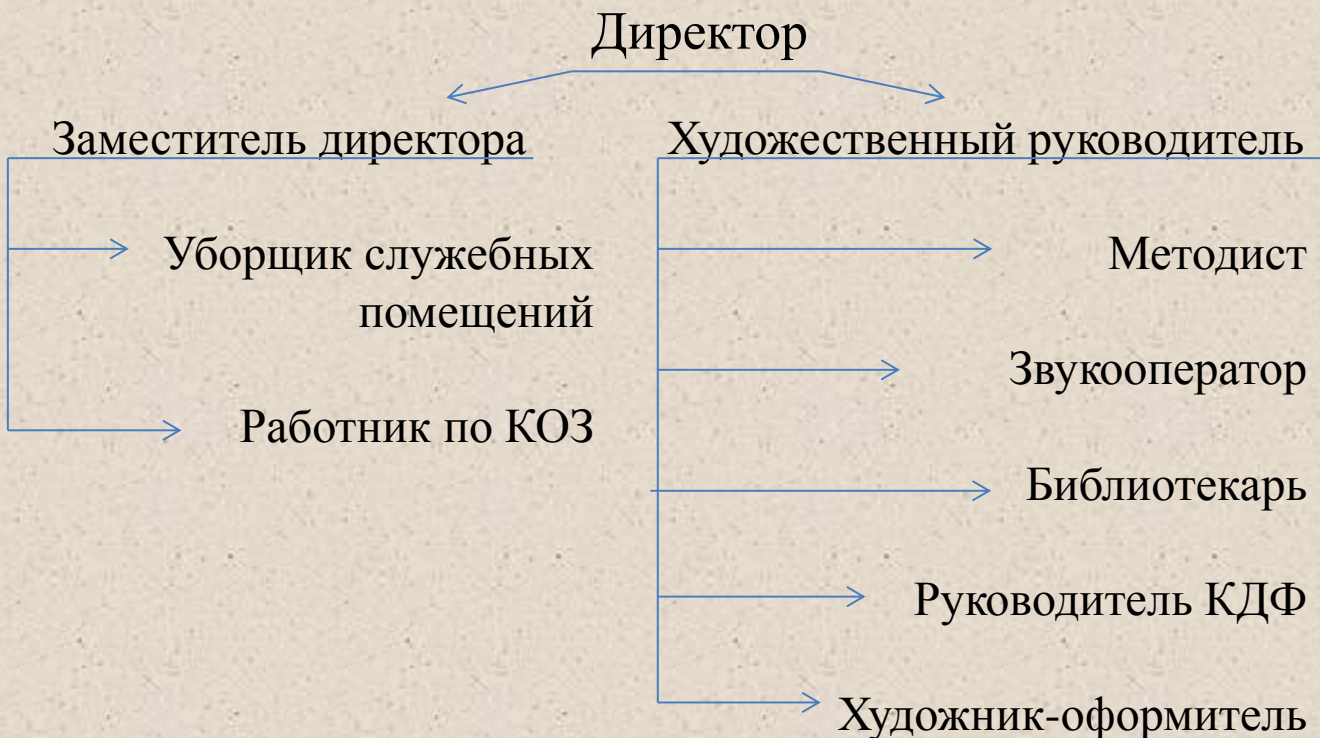 Директор
Заместитель директора
Уборщик служебных
помещений
Работник по КОЗ
Художественный руководитель
Методист
Звукооператор
Библиотекарь
Руководитель КДФ
Художник-оформитель